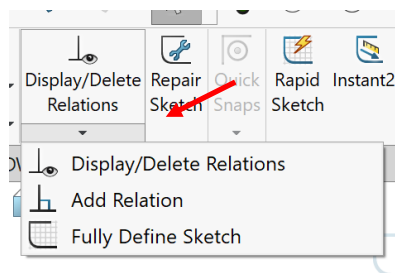 Display/Delete Relations
Repair Sketch
Quick Snaps
Rapid Sketch
Instant2
Display/Delete Relations
Add Relation
Fully Define Sketch